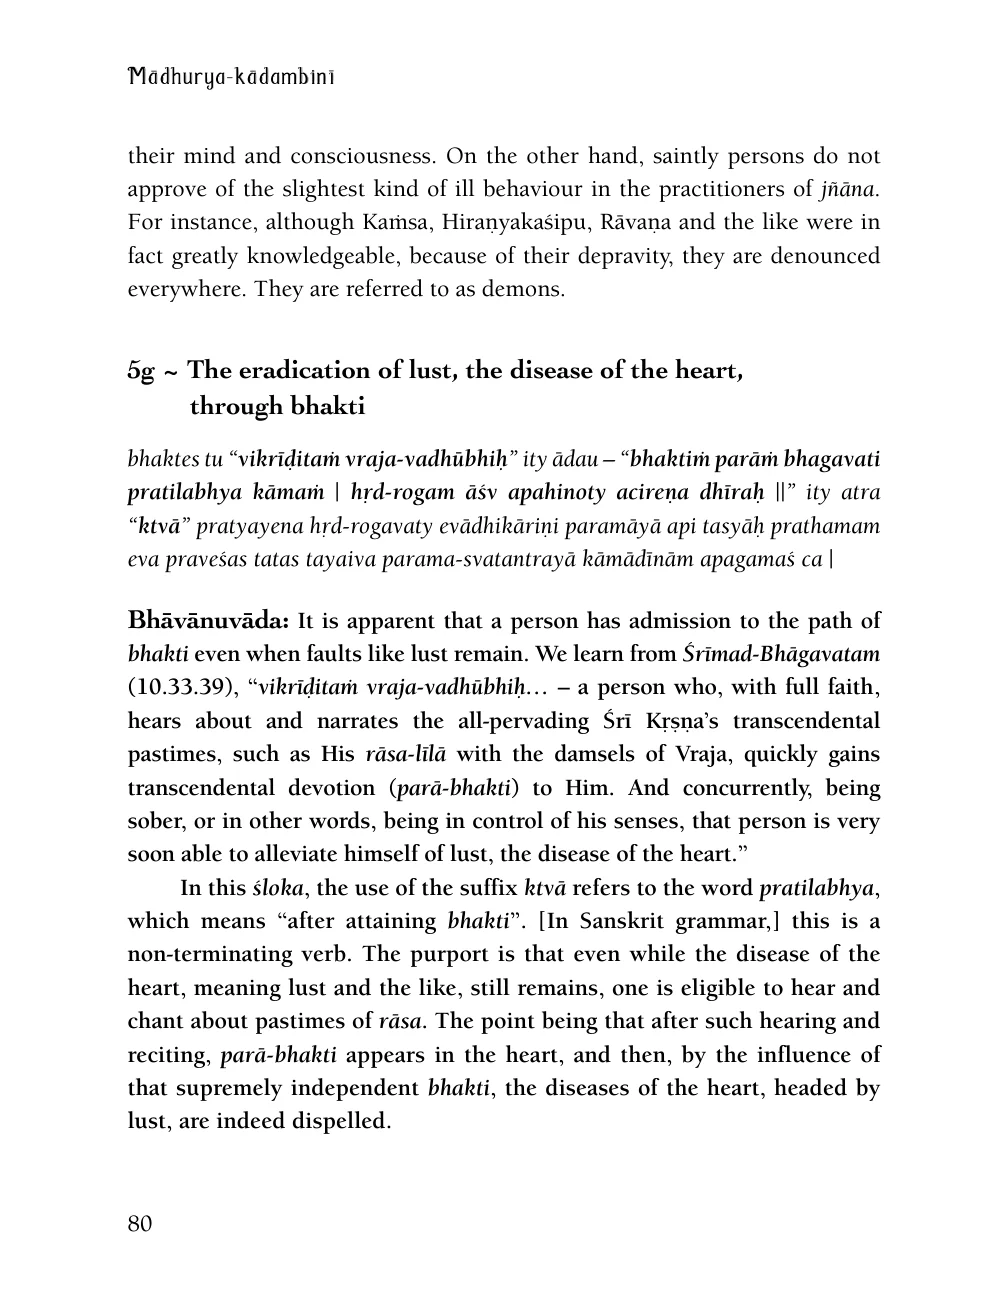 Mādhurya-kādambinī
their mind and consciousness. On the other hand, saintly persons do not
approve of the slightest kind of ill behaviour in the practitioners of jñāna.
For instance, although Kaṁsa, Hiraṇyakaśipu, Rāvaṇa and the like were in
fact greatly knowledgeable, because of their depravity, they are denounced
everywhere. They are referred to as demons.
5g ~ The eradication of lust, the disease of the heart,
through bhakti
bhaktes tu “vikrīḍitaṁ vraja-vadhūbhiḥ” ity ādau – “bhaktiṁ parāṁ bhagavati
pratilabhya kāmaṁ | hṛd-rogam āśv apahinoty acireṇa dhīraḥ ||” ity atra
“ktvā” pratyayena hṛd-rogavaty evādhikāriṇi paramāyā api tasyāḥ prathamam
eva praveśas tatas tayaiva parama-svatantrayā kāmādīnām apagamaś ca |
Bhāvānuvāda: It is apparent that a person has admission to the path of
bhakti even when faults like lust remain. We learn from Śrīmad-Bhāgavatam
(10.33.39), “vikrīḍitaṁ vraja-vadhūbhiḥ… – a person who, with full faith,
hears about and narrates the all-pervading Śrī Kṛṣṇa’s transcendental
pastimes, such as His rāsa-līlā with the damsels of Vraja, quickly gains
transcendental devotion (parā-bhakti) to Him. And concurrently, being
sober, or in other words, being in control of his senses, that person is very
soon able to alleviate himself of lust, the disease of the heart.”
In this śloka, the use of the suffix ktvā refers to the word pratilabhya,
which means “after attaining bhakti”. [In Sanskrit grammar,] this is a
non-terminating verb. The purport is that even while the disease of the
heart, meaning lust and the like, still remains, one is eligible to hear and
chant about pastimes of rāsa. The point being that after such hearing and
reciting, parā-bhakti appears in the heart, and then, by the influence of
that supremely independent bhakti, the diseases of the heart, headed by
lust, are indeed dispelled.
80